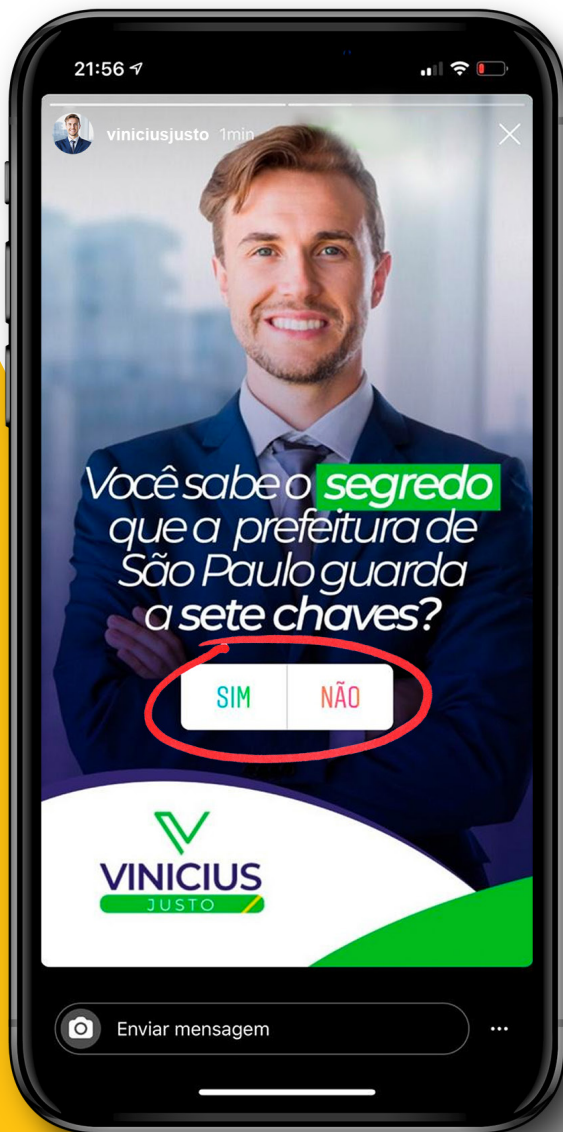 21:56
viniciusjusto 1min
Você sabe o segredo
que a prefeitura de
São Paulo guarda
a sete chaves?
SIM NÃO
VINICIUS
JUSTO
Enviar mensagem